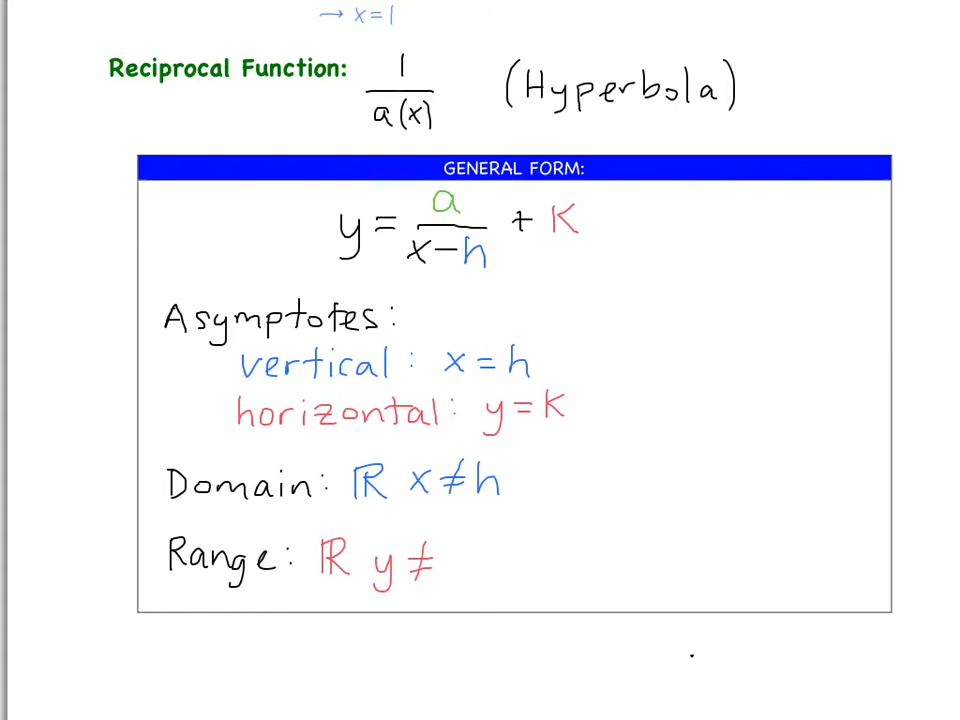 → x = 1
Reciprocal Function: 1/a(x) (Hyperbola)
GENERAL FORM:
y = a/(x-h) + K
Asymptotes:
vertical: x = h
horizontal: y = K
Domain: ℝ x ≠ h
Range: ℝ y ≠